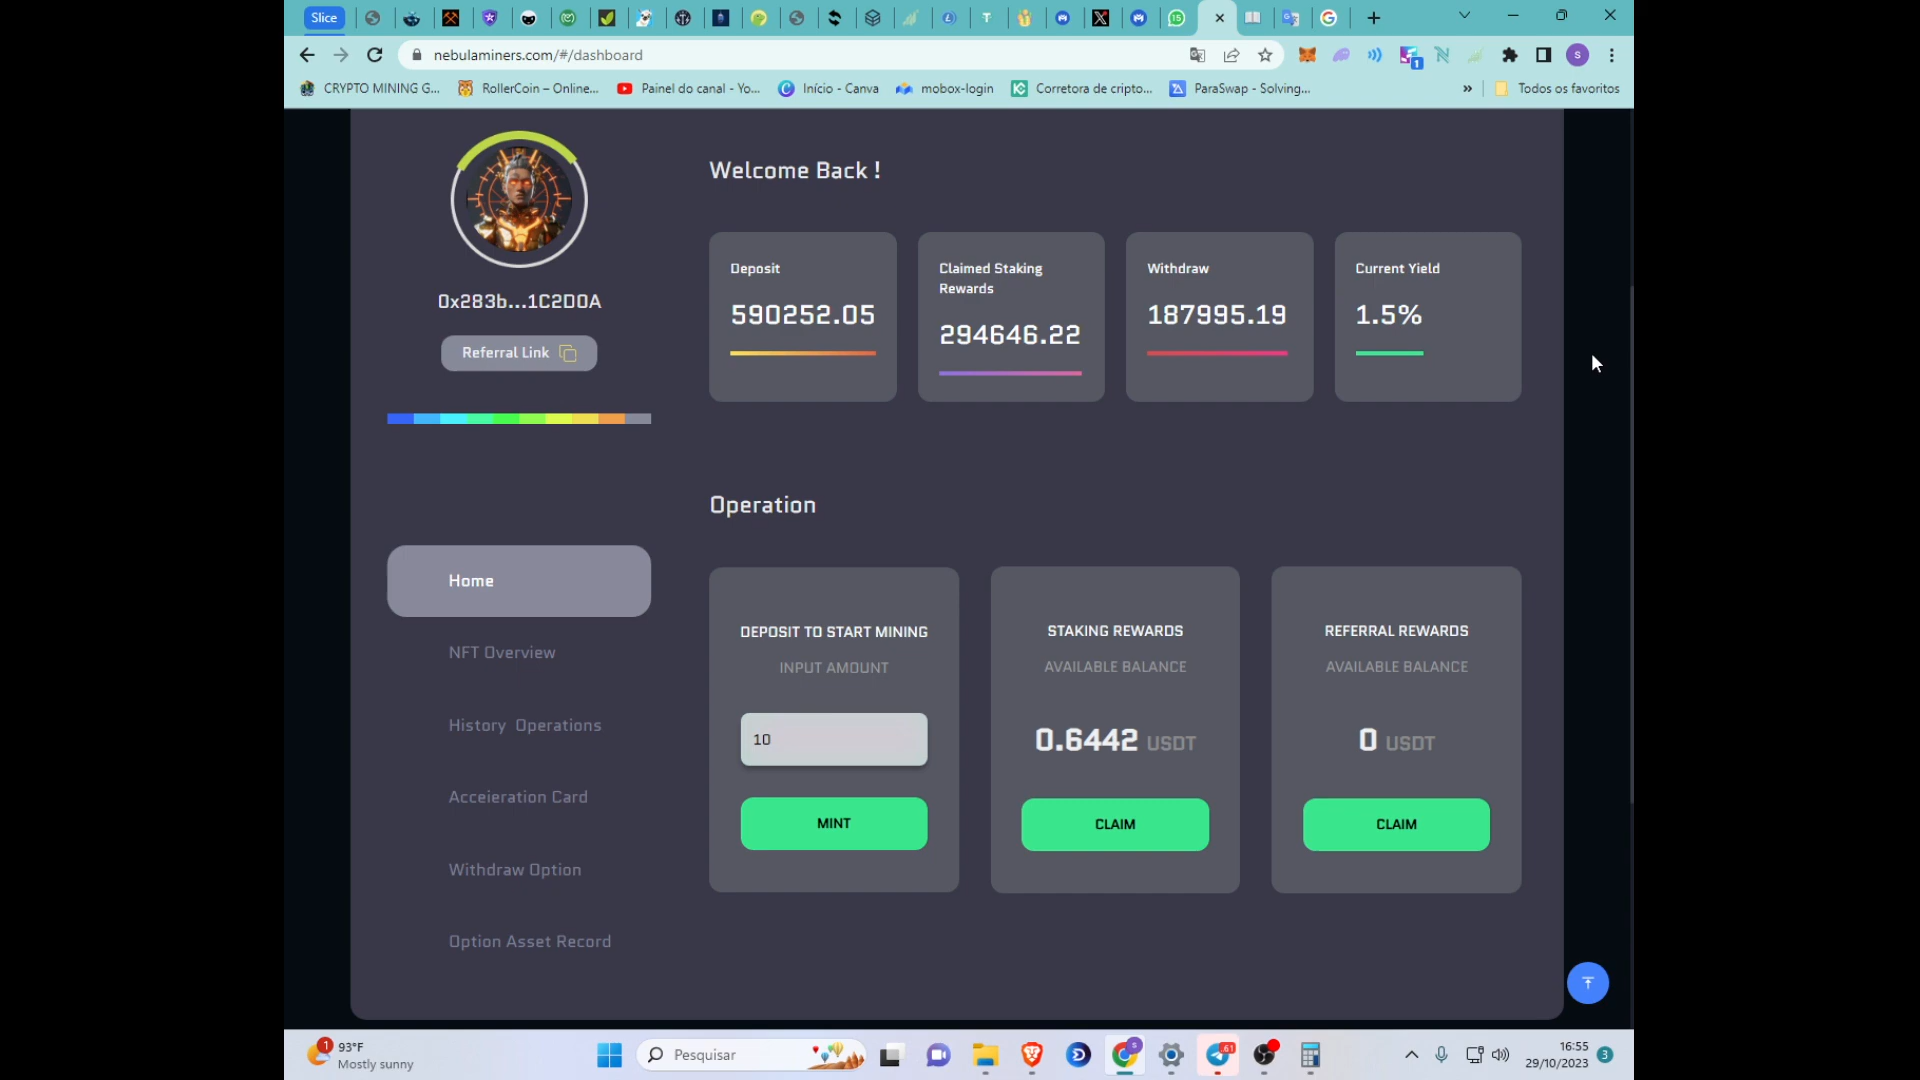 Slice
nebulaminers.com/#/dashboard
CRYPTO MINING G...
RollerCoin – Online...
Painel do canal - Yo...
Início - Canva
mobox-login
Corretora de cripto...
ParaSwap - Solving...
»
Todos os favoritos
Welcome Back !
0x283b...1C2D0A
Referral Link
Deposit
590252.05
Claimed Staking
Rewards
294646.22
Withdraw
187995.19
Current Yield
1.5%
Operation
Home
NFT Overview
History Operations
Acceieration Card
Withdraw Option
Option Asset Record
DEPOSIT TO START MINING
INPUT AMOUNT
10
MINT
STAKING REWARDS
AVAILABLE BALANCE
0.6442 USDT
CLAIM
REFERRAL REWARDS
AVAILABLE BALANCE
0 USDT
CLAIM
1
93°F
Mostly sunny
Pesquisar
16:55
29/10/2023
3